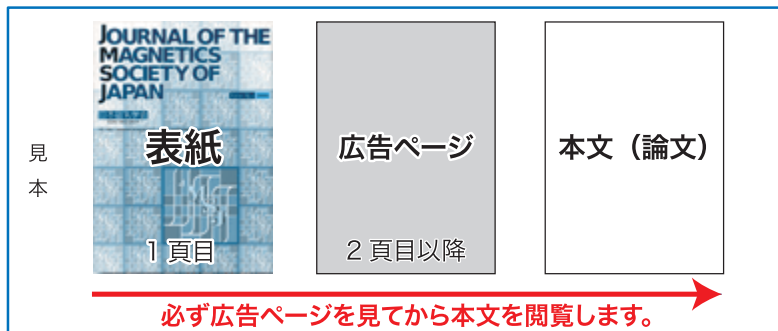 見本
JOURNAL OF THE
MAGNETICS
SOCIETY OF
JAPAN
表紙
1 頁目
広告ページ
2 頁目以降
本文（論文）
必ず広告ページを見てから本文を閲覧します。